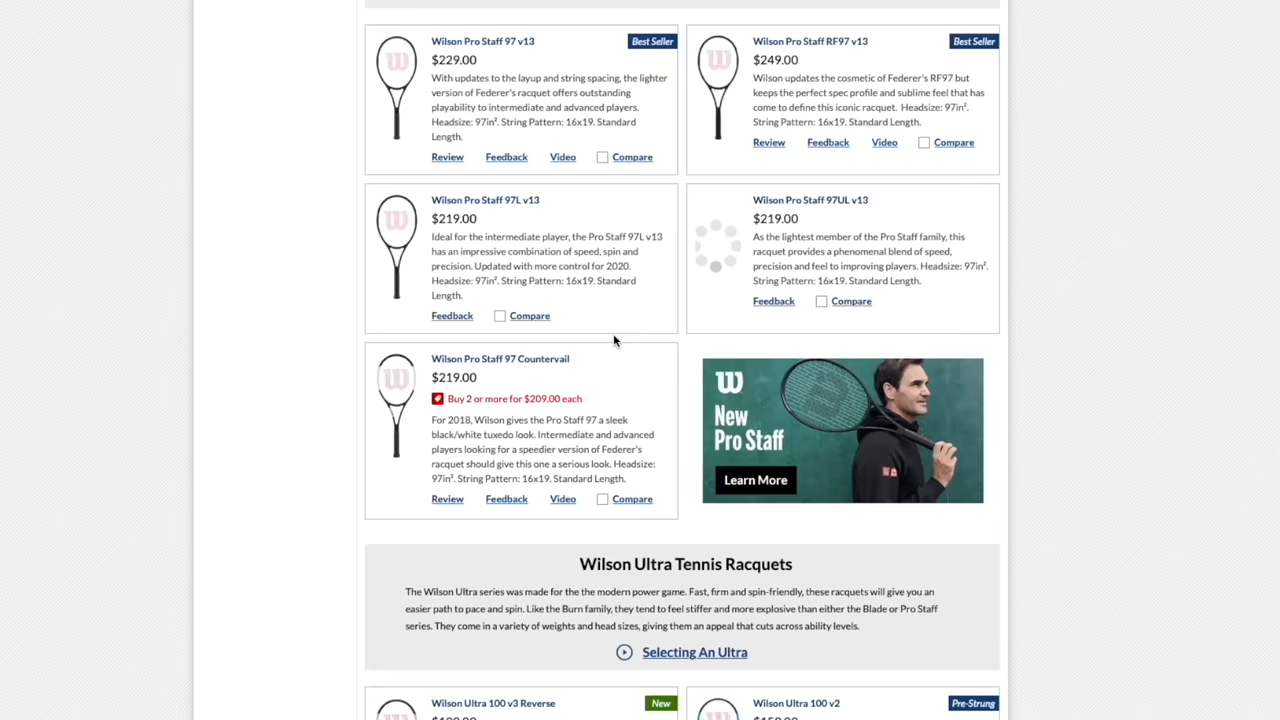 Wilson Pro Staff 97 v13
Best Seller
$229.00
With updates to the layup and string spacing, the lighter
version of Federer's racquet offers outstanding
playability to intermediate and advanced players.
Headsize: 97in². String Pattern: 16x19. Standard
Length.
Review Feedback Video Compare
Wilson Pro Staff RF97 v13
Best Seller
$249.00
Wilson updates the cosmetic of Federer's RF97 but
keeps the perfect spec profile and sublime feel that has
come to define this iconic racquet. Headsize: 97in².
String Pattern: 16x19. Standard Length.
Review Feedback Video Compare
Wilson Pro Staff 97L v13
$219.00
Ideal for the intermediate player, the Pro Staff 97L v13
has an impressive combination of speed, spin and
precision. Updated with more control for 2020.
Headsize: 97in². String Pattern: 16x19. Standard
Length.
Feedback Compare
Wilson Pro Staff 97UL v13
$219.00
As the lightest member of the Pro Staff family, this
racquet provides a phenomenal blend of speed,
precision and feel to improving players. Headsize: 97in².
String Pattern: 16x19. Standard Length.
Feedback Compare
Wilson Pro Staff 97 Countervail
$219.00
Buy 2 or more for $209.00 each
For 2018, Wilson gives the Pro Staff 97 a sleek
black/white tuxedo look. Intermediate and advanced
players looking for a speedier version of Federer's
racquet should give this one a serious look. Headsize:
97in². String Pattern: 16x19. Standard Length.
Review Feedback Video Compare
W
New
Pro Staff
Learn More
Wilson Ultra Tennis Racquets
The Wilson Ultra series was made for the the modern power game. Fast, firm and spin-friendly, these racquets will give you an
easier path to pace and spin. Like the Burn family, they tend to feel stiffer and more explosive than either the Blade or Pro Staff
series. They come in a variety of weights and head sizes, giving them an appeal that cuts across ability levels.
Selecting An Ultra
Wilson Ultra 100 v3 Reverse
New
Wilson Ultra 100 v2
Pre-Strung